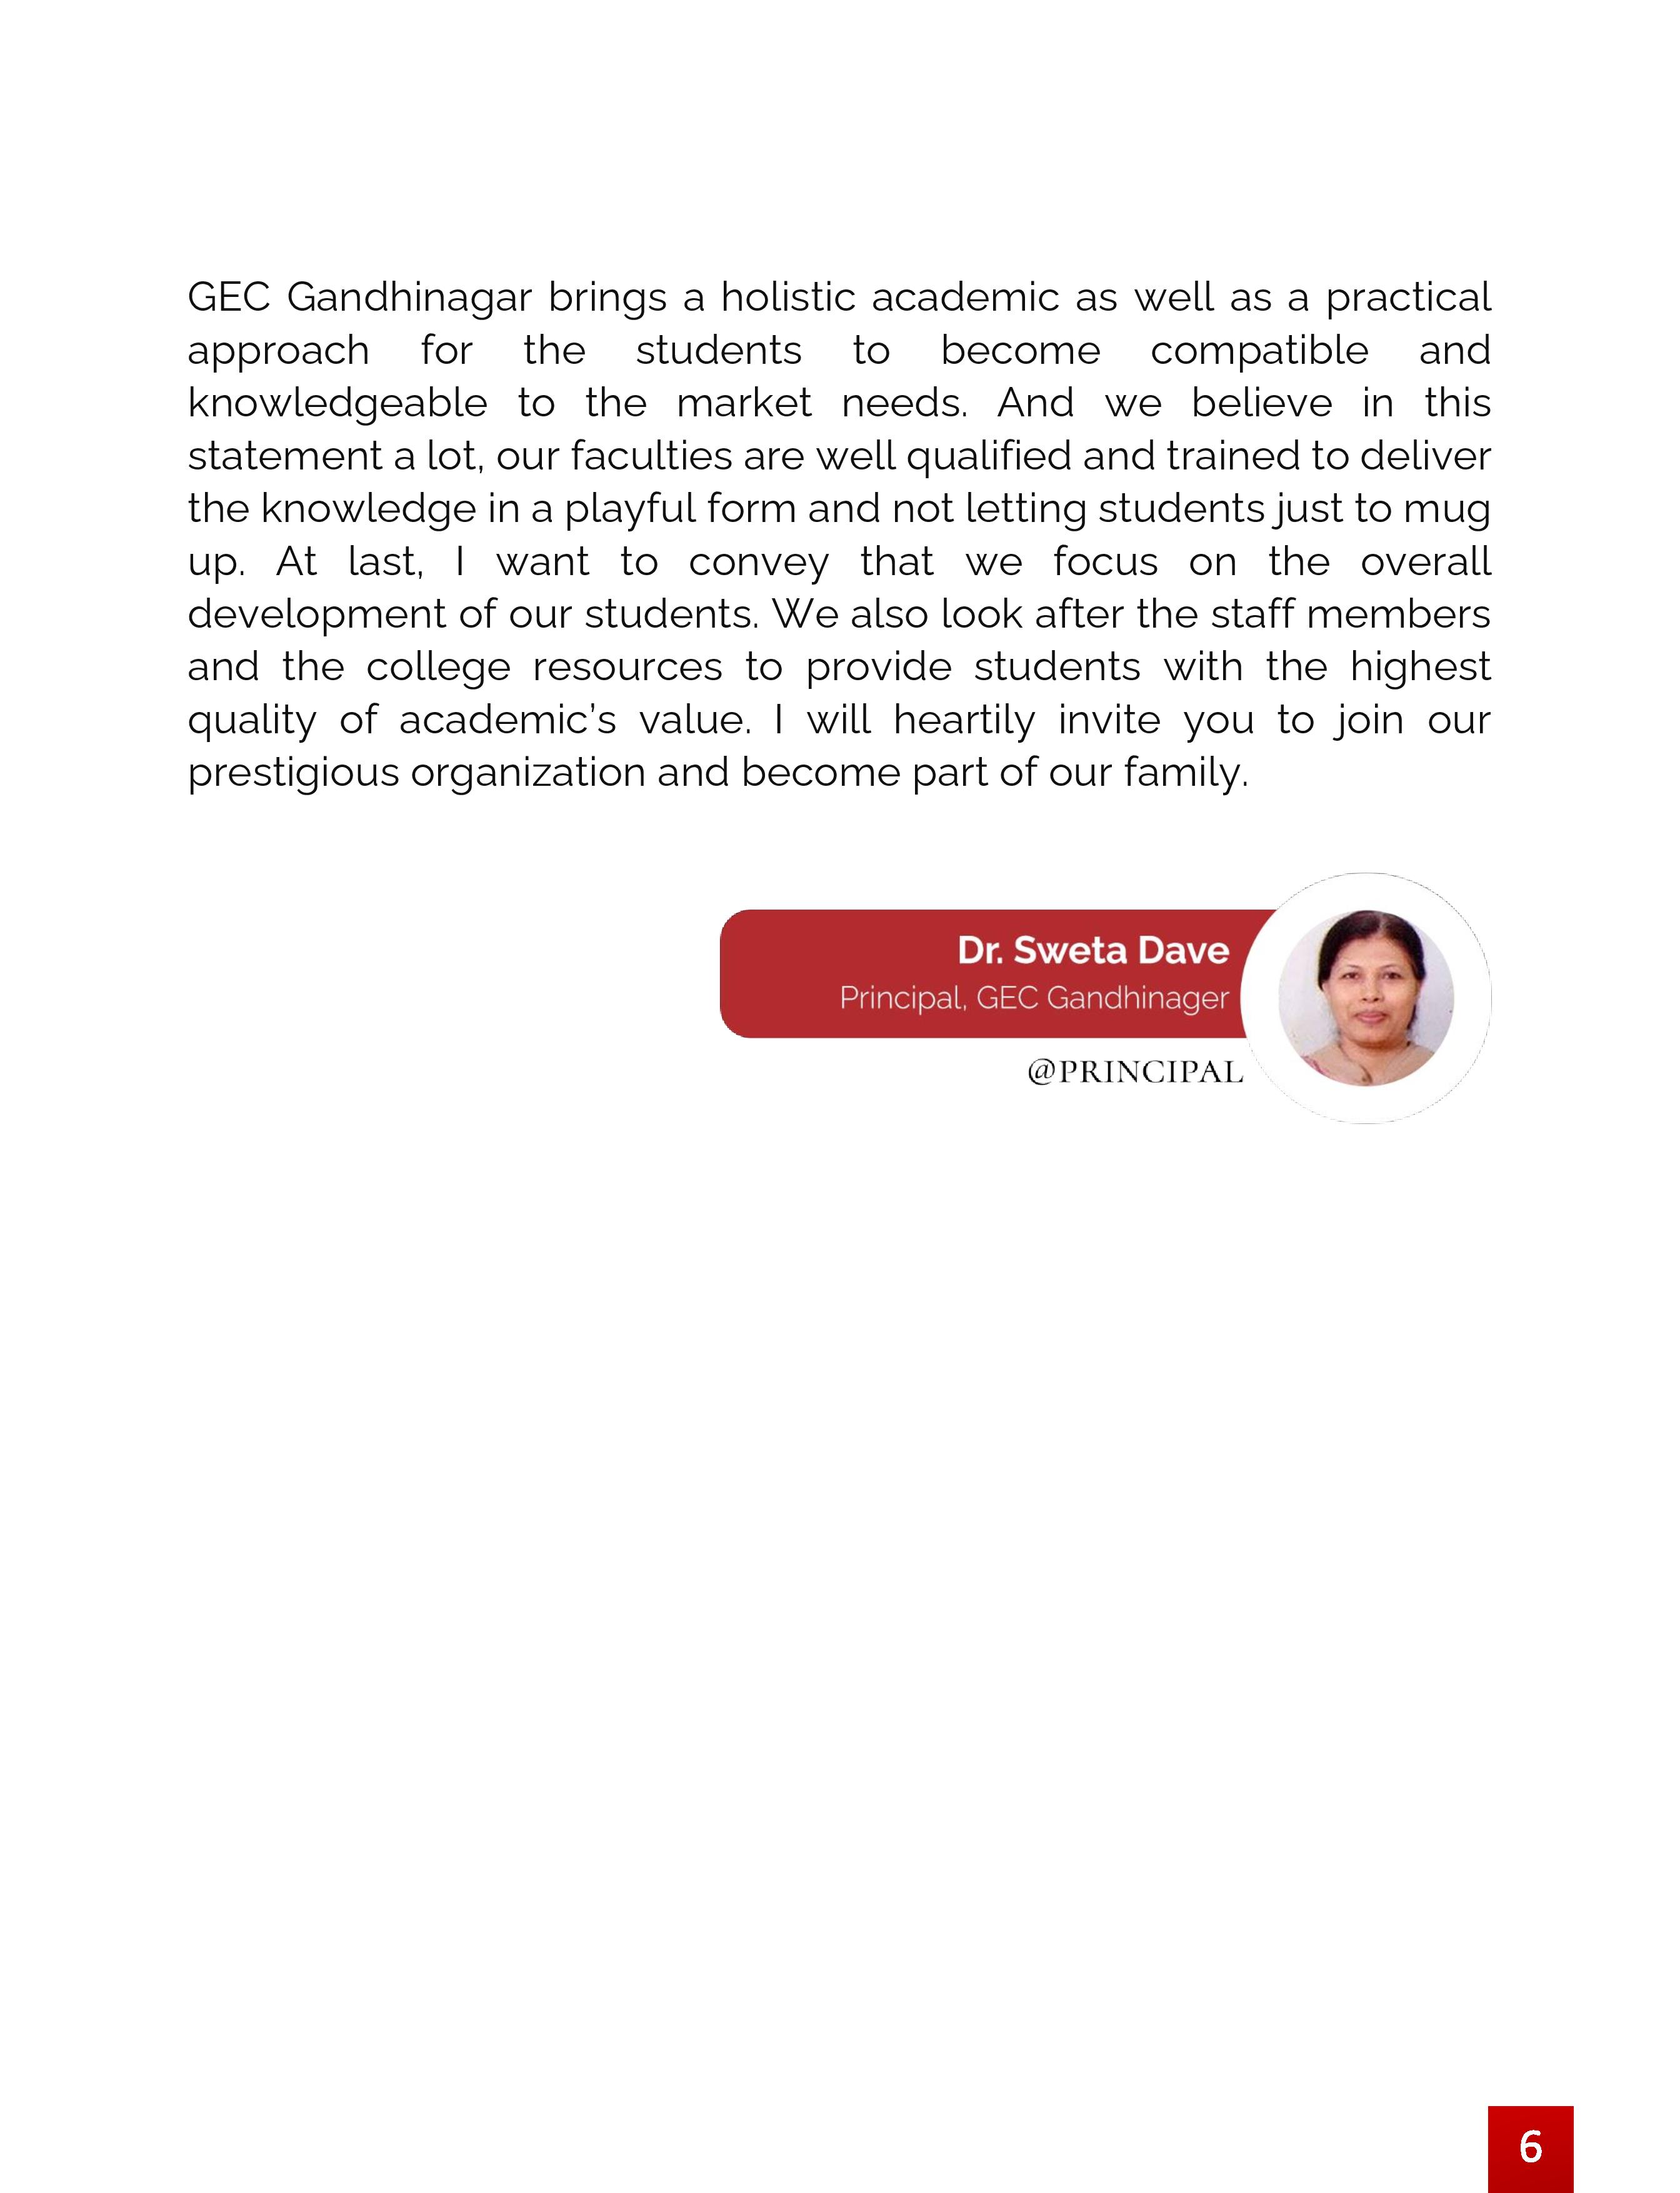 GEC Gandhinagar brings a holistic academic as well as a practical
approach for the students to become compatible and
knowledgeable to the market needs. And we believe in this
statement a lot, our faculties are well qualified and trained to deliver
the knowledge in a playful form and not letting students just to mug
up. At last, I want to convey that we focus on the overall
development of our students. We also look after the staff members
and the college resources to provide students with the highest
quality of academic’s value. I will heartily invite you to join our
prestigious organization and become part of our family.
Dr. Sweta Dave
Principal, GEC Gandhinager
@PRINCIPAL
6